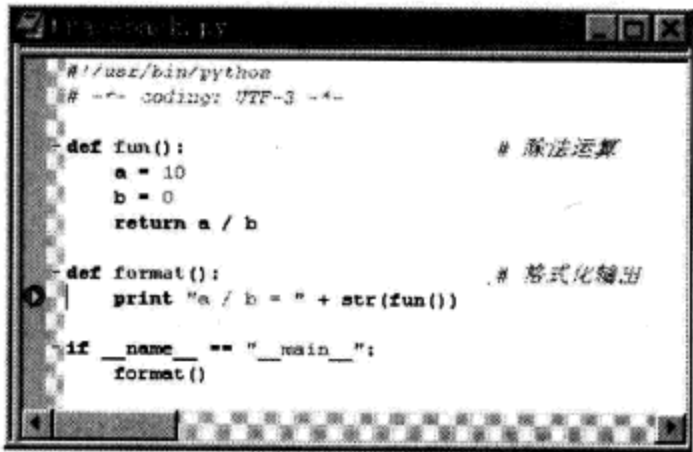 #!/usr/bin/python
# -*- coding: UTF-8 -*-
def fun(): # 除法运算
a = 10
b = 0
return a / b
def format(): # 格式化输出
print "a / b = " + str(fun())
if __name__ == "__main__":
format()